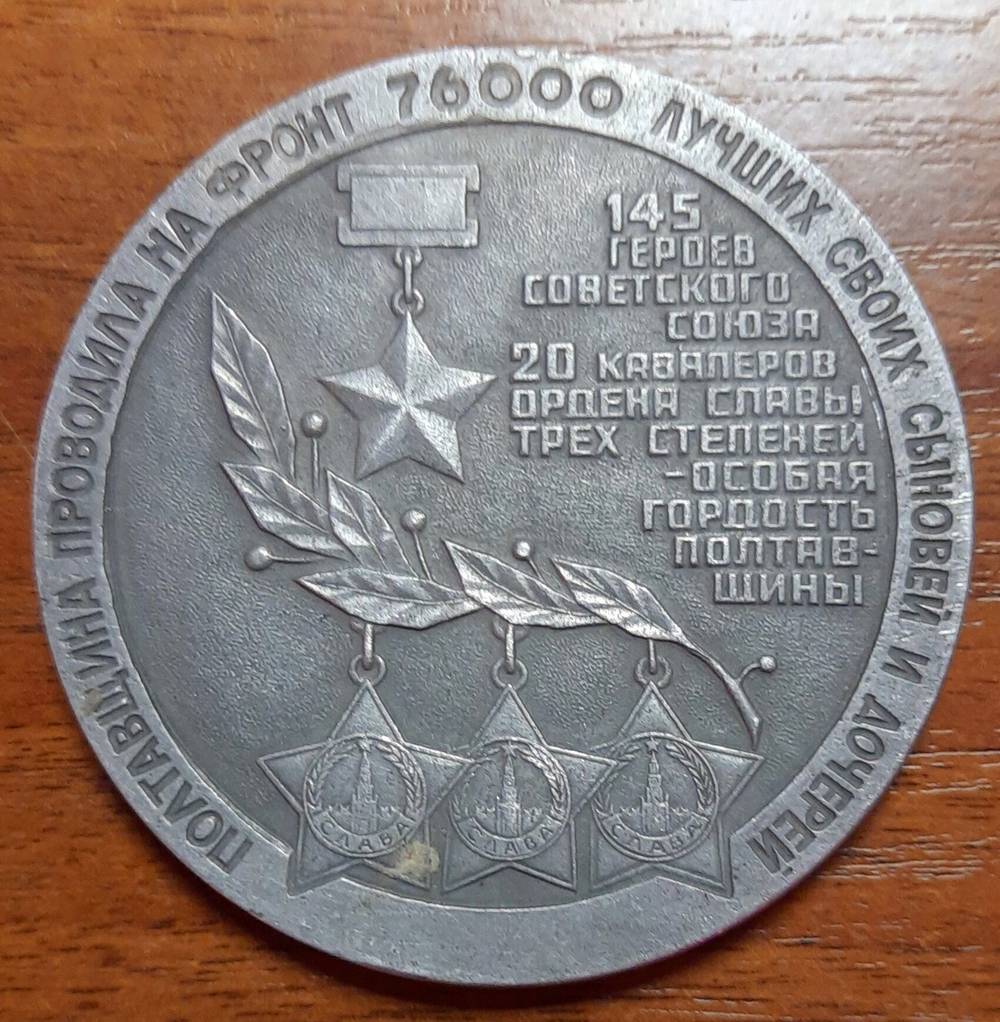 ПОЛТАВЩИНА ПРОВОДИЛА НА ФРОНТ 76000 ЛУЧШИХ СВОИХ СЫНОВЕЙ И ДОЧЕРЕЙ
145
ГЕРОЕВ
СОВЕТСКОГО
СОЮЗА
20 КАВАЛЕРОВ
ОРДЕНА СЛАВЫ
ТРЕХ СТЕПЕНЕЙ
-ОСОБАЯ
ГОРДОСТЬ
ПОЛТАВ-
ЩИНЫ
СЛАВА
СЛАВА
СЛАВА